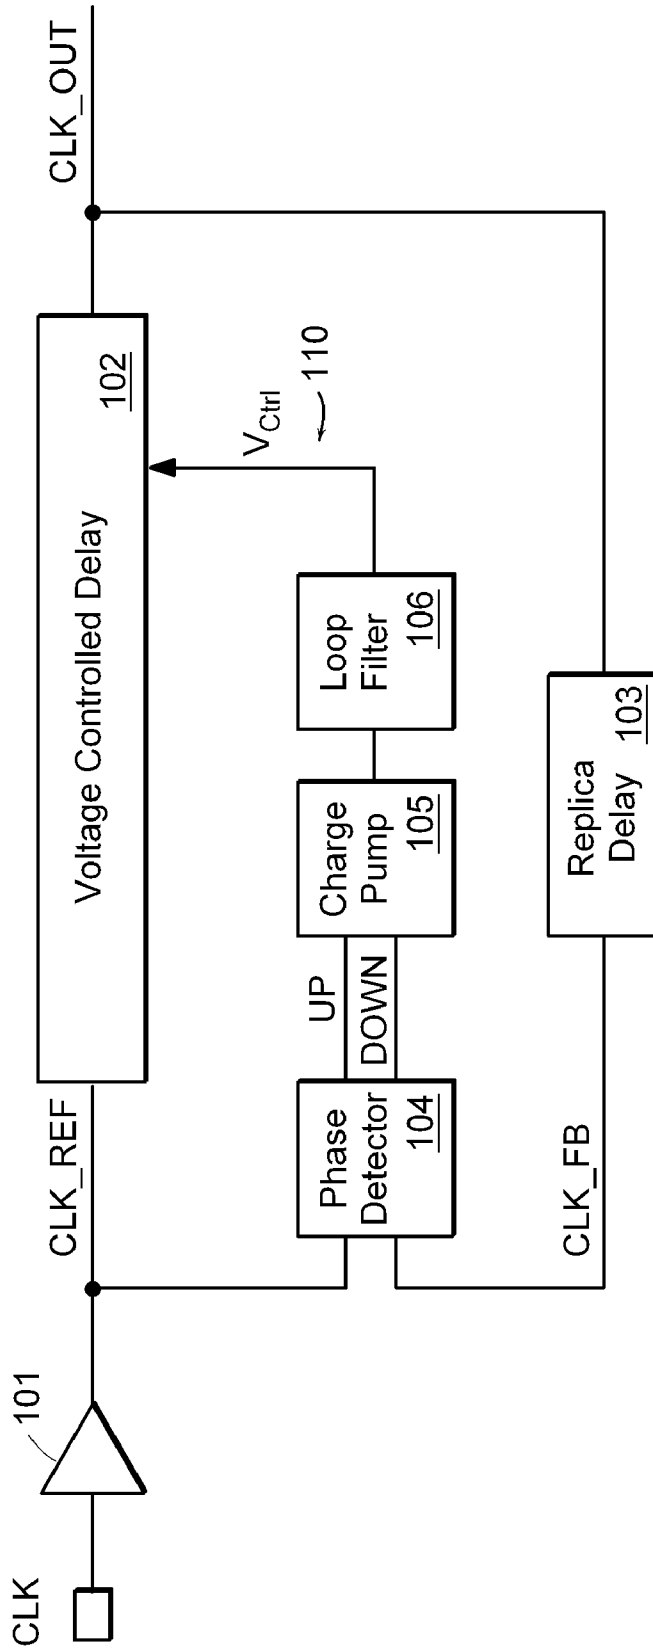 CLK
101
CLK_REF
Voltage Controlled Delay
102
CLK_OUT
V_Ctrl
110
Phase
Detector
104
UP
DOWN
Charge
Pump
105
Loop
Filter
106
CLK_FB
Replica
Delay
103